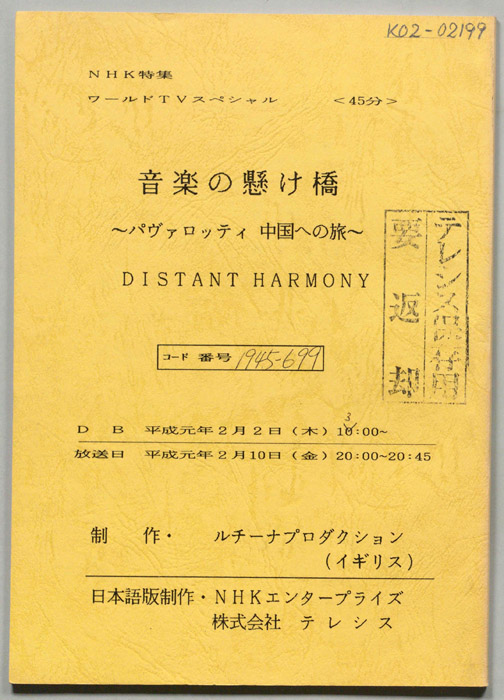 K02-02199
NHK特集
ワールドTVスペシャル <45分>
音楽の懸け橋
~パヴァロッティ 中国への旅~
DISTANT HARMONY
テレンス保存用
要返却
コード 番号 1945-699
3
DB 平成元年2月2日(木)10:00~
放送日 平成元年2月10日(金)20:00~20:45
制 作・ ルチーナプロダクション
(イギリス)
日本語版制作・NHKエンタープライズ
株式会社 テレシス